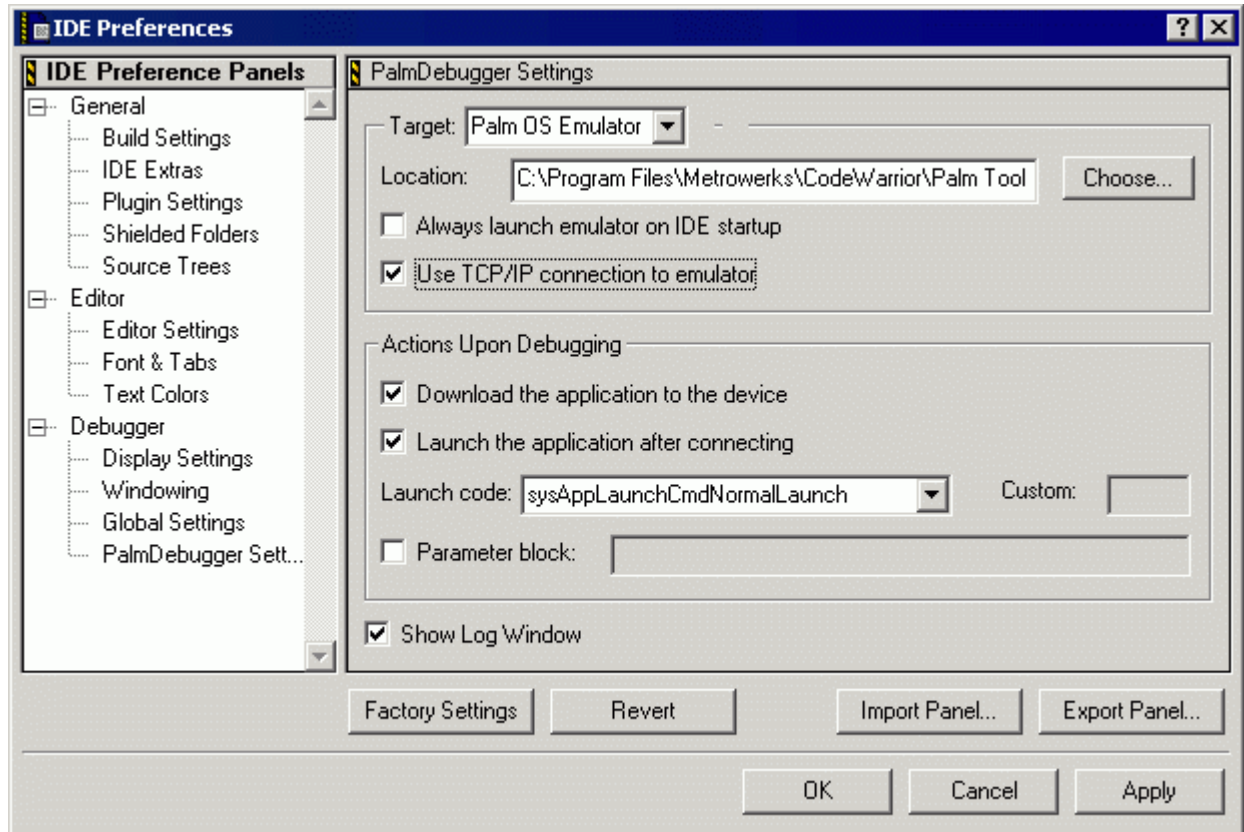 IDE Preferences
IDE Preference Panels
General
Build Settings
IDE Extras
Plugin Settings
Shielded Folders
Source Trees
Editor
Editor Settings
Font & Tabs
Text Colors
Debugger
Display Settings
Windowing
Global Settings
PalmDebugger Sett...
PalmDebugger Settings
Target: Palm OS Emulator -
Location: C:\Program Files\Metrowerks\CodeWarrior\Palm Tool Choose...
Always launch emulator on IDE startup
Use TCP/IP connection to emulator
Actions Upon Debugging
Download the application to the device
Launch the application after connecting
Launch code: sysAppLaunchCmdNormalLaunch Custom:
Parameter block:
Show Log Window
Factory Settings Revert Import Panel... Export Panel...
OK Cancel Apply